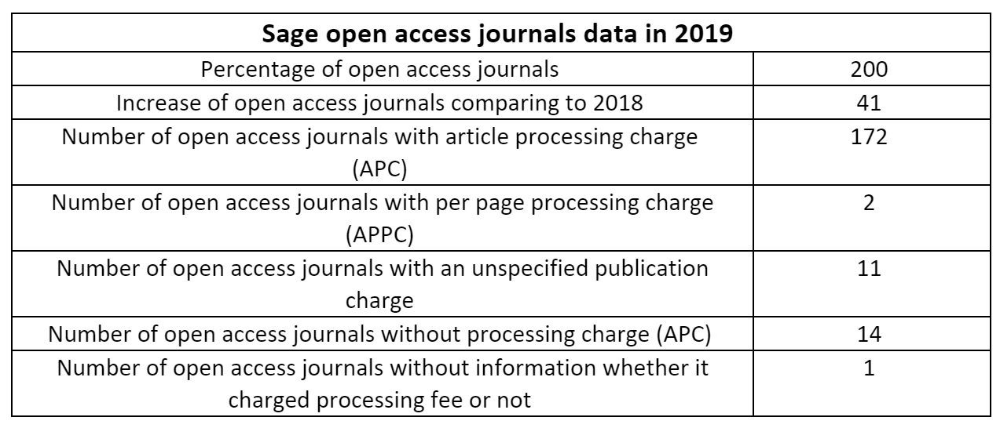 Sage open access journals data in 2019
Percentage of open access journals 200
Increase of open access journals comparing to 2018 41
Number of open access journals with article processing charge 172
(APC)
Number of open access journals with per page processing charge 2
(APPC)
Number of open access journals with an unspecified publication 11
charge
Number of open access journals without processing charge (APC) 14
Number of open access journals without information whether it 1
charged processing fee or not